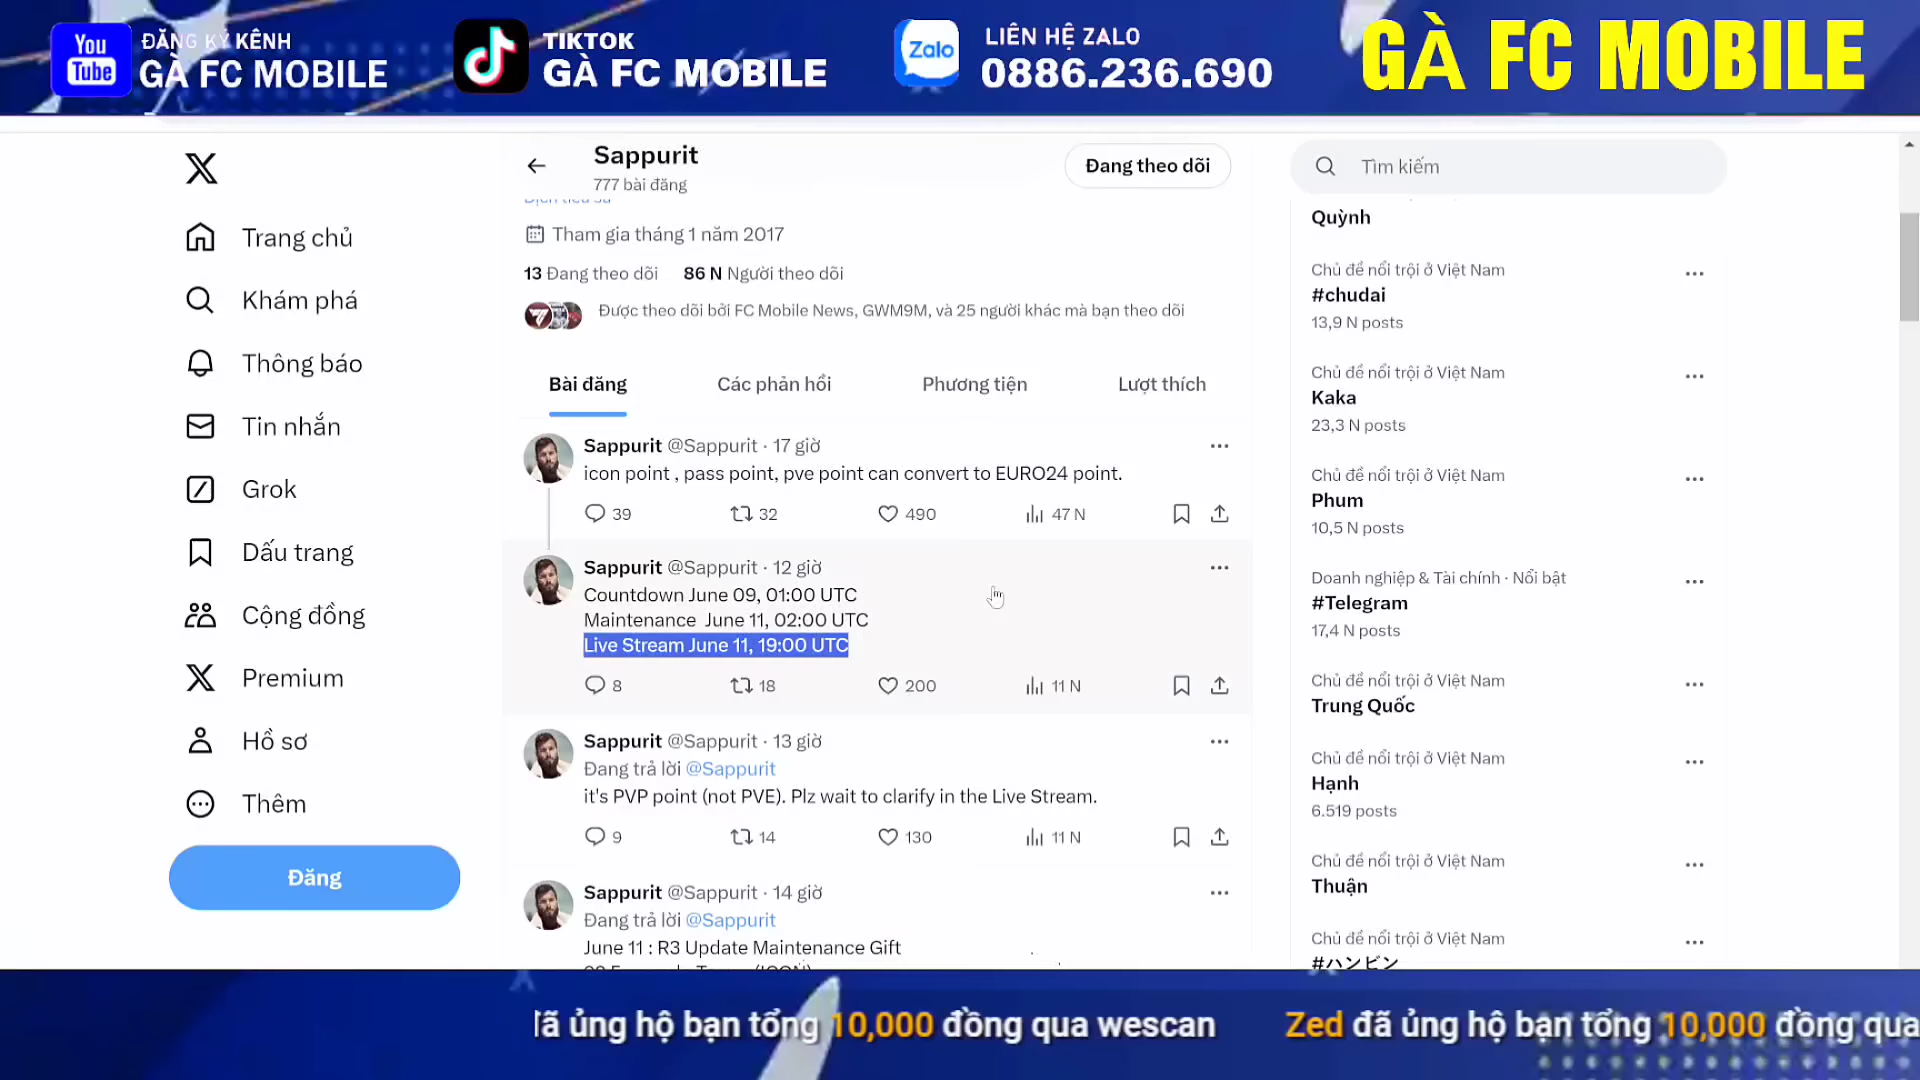 You
Tube
ĐĂNG KÝ KÊNH
GÀ FC MOBILE
TIKTOK
GÀ FC MOBILE
Zalo
LIÊN HỆ ZALO
0886.236.690
GÀ FC MOBILE
Trang chủ
Khám phá
Thông báo
Tin nhắn
Grok
Dấu trang
Cộng đồng
Premium
Hồ sơ
Thêm
Đăng
Sappurit
777 bài đăng
Đang theo dõi
Dịch tiểu sử
Tham gia tháng 1 năm 2017
13 Đang theo dõi 86 N Người theo dõi
Được theo dõi bởi FC Mobile News, GWM9M, và 25 người khác mà bạn theo dõi
Bài đăng Các phản hồi Phương tiện Lượt thích
Sappurit @Sappurit · 17 giờ
icon point , pass point, pve point can convert to EURO24 point.
39 32 490 47 N
Sappurit @Sappurit · 12 giờ
Countdown June 09, 01:00 UTC
Maintenance June 11, 02:00 UTC
Live Stream June 11, 19:00 UTC
8 18 200 11 N
Sappurit @Sappurit · 13 giờ
Đang trả lời @Sappurit
it's PVP point (not PVE). Plz wait to clarify in the Live Stream.
9 14 130 11 N
Sappurit @Sappurit · 14 giờ
Đang trả lời @Sappurit
June 11 : R3 Update Maintenance Gift
Tìm kiếm
Quỳnh
Chủ đề nổi trội ở Việt Nam
#chudai
13,9 N posts
Chủ đề nổi trội ở Việt Nam
Kaka
23,3 N posts
Chủ đề nổi trội ở Việt Nam
Phum
10,5 N posts
Doanh nghiệp & Tài chính · Nổi bật
#Telegram
17,4 N posts
Chủ đề nổi trội ở Việt Nam
Trung Quốc
Chủ đề nổi trội ở Việt Nam
Hạnh
6.519 posts
Chủ đề nổi trội ở Việt Nam
Thuận
Chủ đề nổi trội ở Việt Nam
#ハンビン
đã ủng hộ bạn tổng 10,000 đồng qua wescan Zed đã ủng hộ bạn tổng 10,000 đồng qua